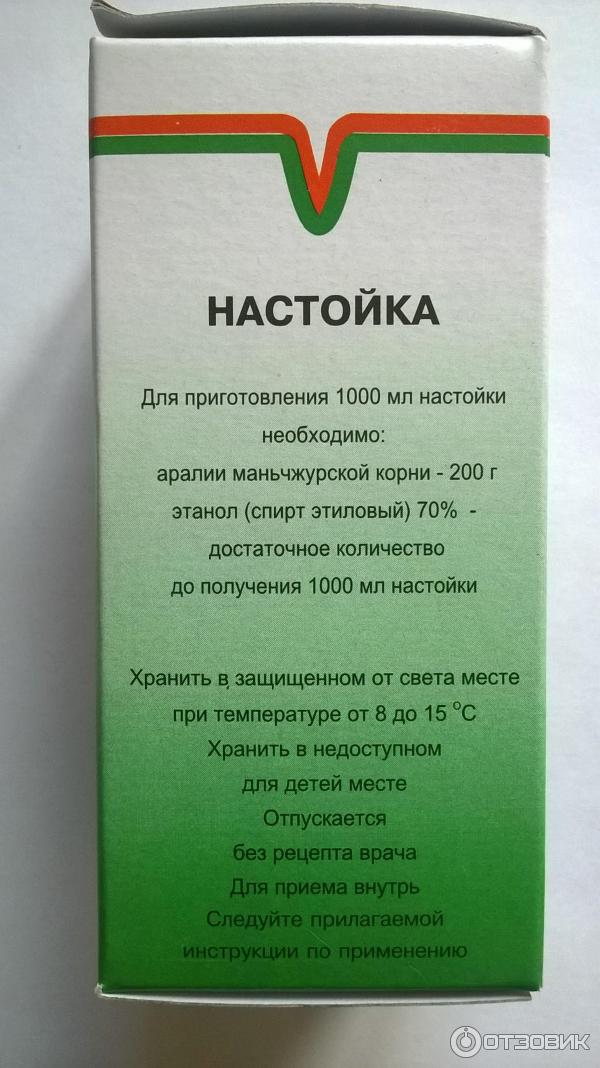 НАСТОЙКА
Для приготовления 1000 мл настойки
необходимо:
аралии маньчжурской корни - 200 г
этанол (спирт этиловый) 70% -
достаточное количество
до получения 1000 мл настойки
Хранить в защищенном от света месте
при температуре от 8 до 15 °С
Хранить в недоступном
для детей месте
Отпускается
без рецепта врача
Для приема внутрь
Следуйте прилагаемой
инструкции по применению
ОТЗОВИК